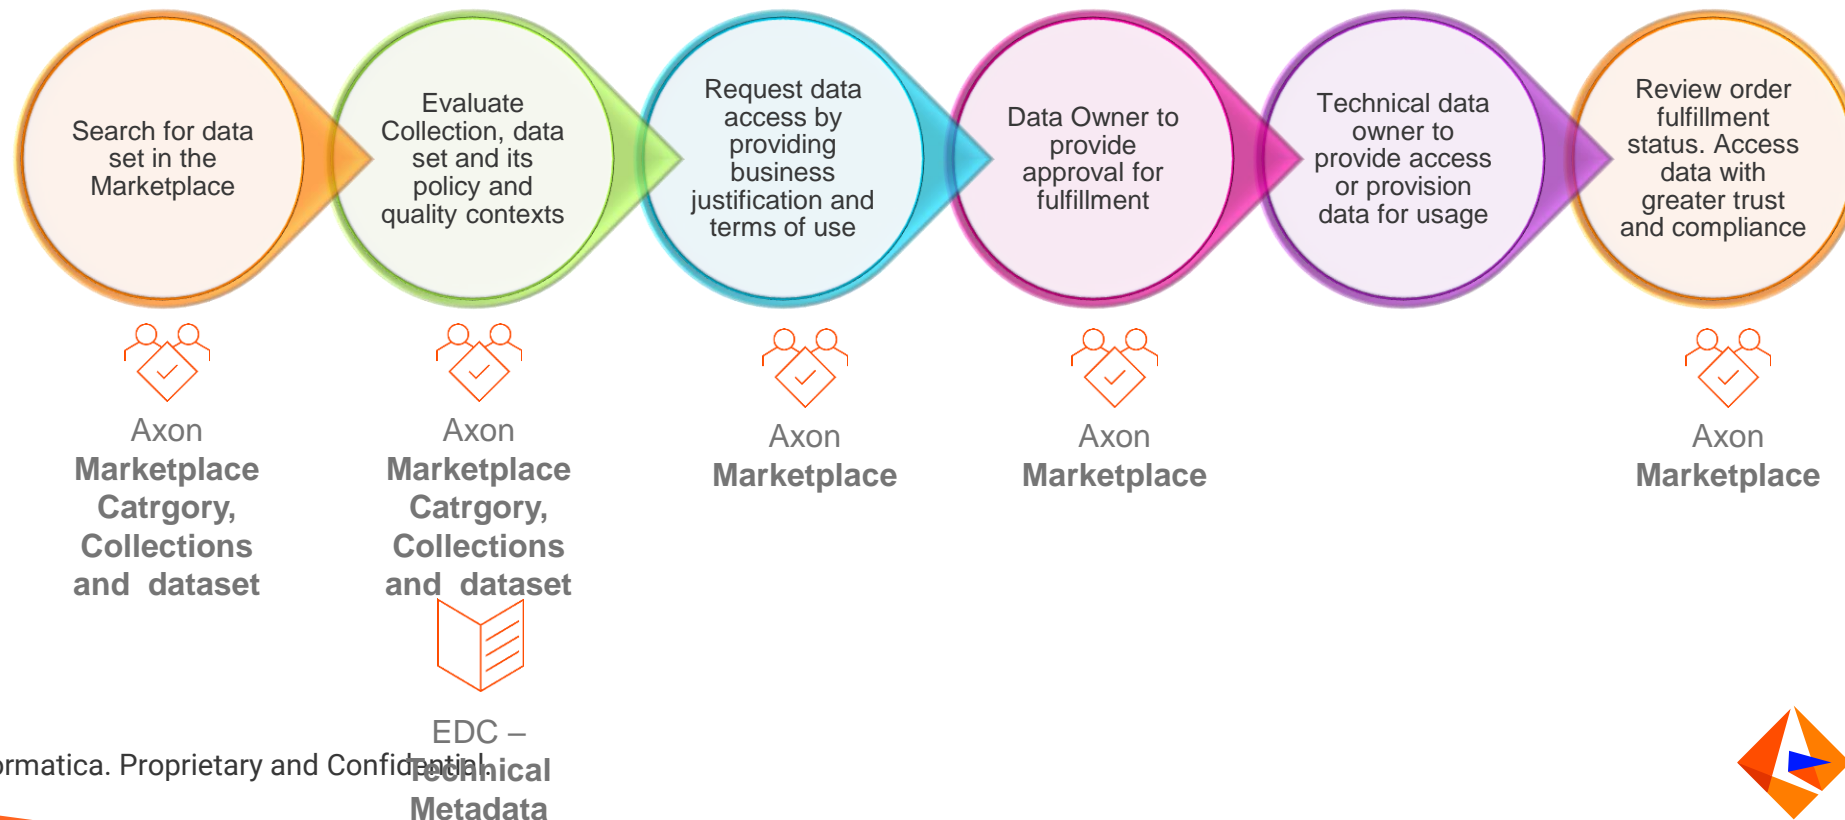 Search for data
set in the
Marketplace
Evaluate
Collection, data
set and its
policy and
quality contexts
Request data
access by
providing
business
justification and
terms of use
Data Owner to
provide
approval for
fulfillment
Technical data
owner to
provide access
or provision
data for usage
Review order
fulfillment
status. Access
data with
greater trust
and compliance
Axon
Marketplace
Catrgory,
Collections
and dataset
Axon
Marketplace
Catrgory,
Collections
and dataset
Axon
Marketplace
Axon
Marketplace
Axon
Marketplace
EDC –
Technical
Metadata
ormatica. Proprietary and Confidential.